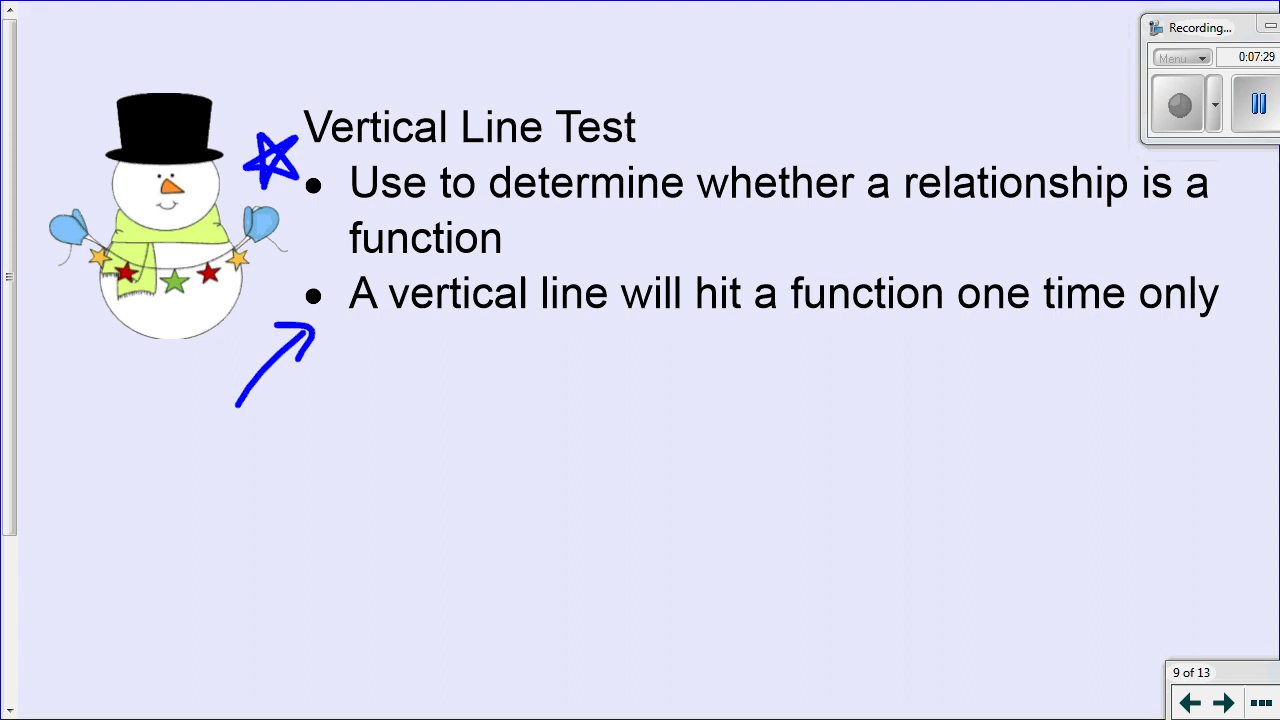 Recording...
Menu
0:07:29
Vertical Line Test
• Use to determine whether a relationship is a
function
• A vertical line will hit a function one time only
9 of 13